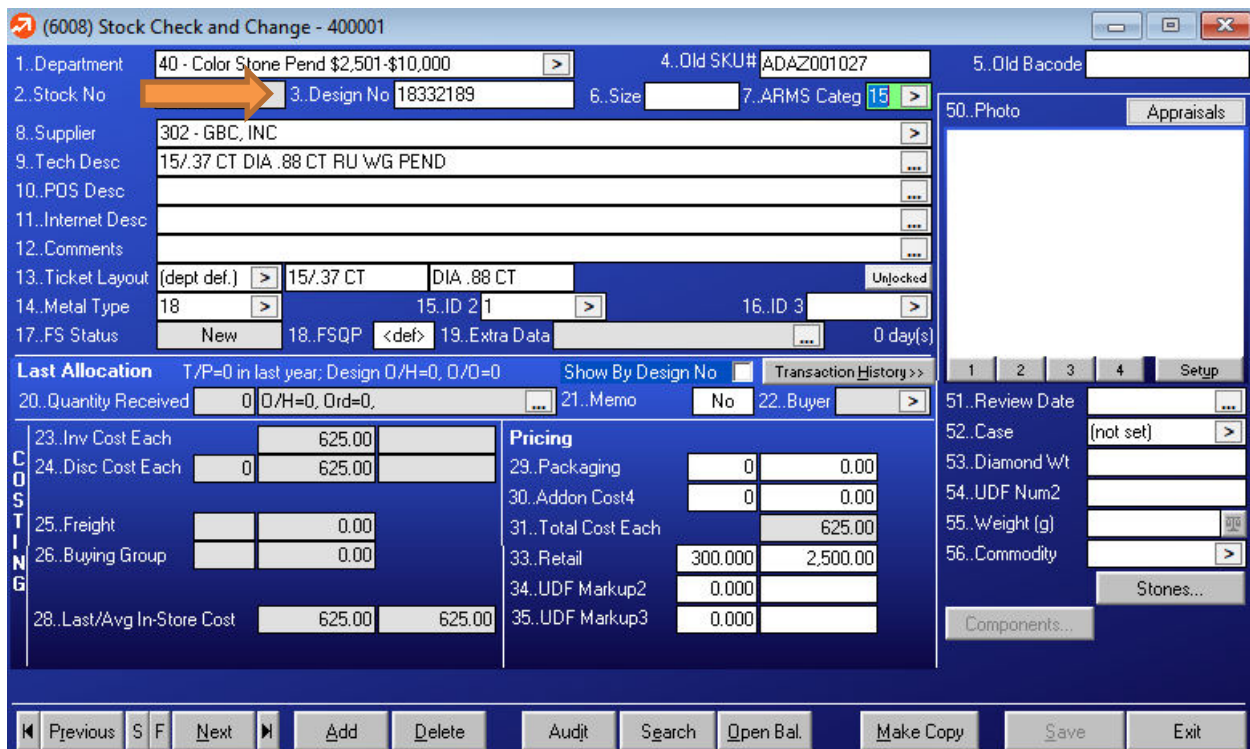 (6008) Stock Check and Change - 400001
1..Department 40 - Color Stone Pend $2,501-$10,000 > 4..Old SKU# ADAZ001027 5..Old Bacode
2..Stock No 3..Design No 18332189 6..Size 7..ARMS Categ 15 >
50..Photo Appraisals
8..Supplier 302 - GBC, INC >
9..Tech Desc 15/.37 CT DIA .88 CT RU WG PEND ...
10..POS Desc ...
11..Internet Desc ...
12..Comments ...
13..Ticket Layout (dept def.) > 15/.37 CT DIA .88 CT Unlocked
14..Metal Type 18 > 15..ID 2 1 > 16..ID 3 >
17..FS Status New 18..FSQP <def> 19..Extra Data ... 0 day(s)
Last Allocation T/P=0 in last year; Design O/H=0, O/O=0 Show By Design No Transaction History >> 1 2 3 4 Setup
20..Quantity Received 0 O/H=0, Ord=0, ... 21..Memo No 22..Buyer > 51..Review Date ...
COSTING
23..Inv Cost Each 625.00 Pricing 52..Case (not set) >
24..Disc Cost Each 0 625.00 29..Packaging 0 0.00 53..Diamond Wt
30..Addon Cost4 0 0.00 54..UDF Num2
25..Freight 0.00 31..Total Cost Each 625.00 55..Weight (g)
26..Buying Group 0.00 33..Retail 300.000 2,500.00 56..Commodity >
34..UDF Markup2 0.000 Stones...
28..Last/Avg In-Store Cost 625.00 625.00 35..UDF Markup3 0.000 Components...
Previous S F Next Add Delete Audit Search Open Bal. Make Copy Save Exit